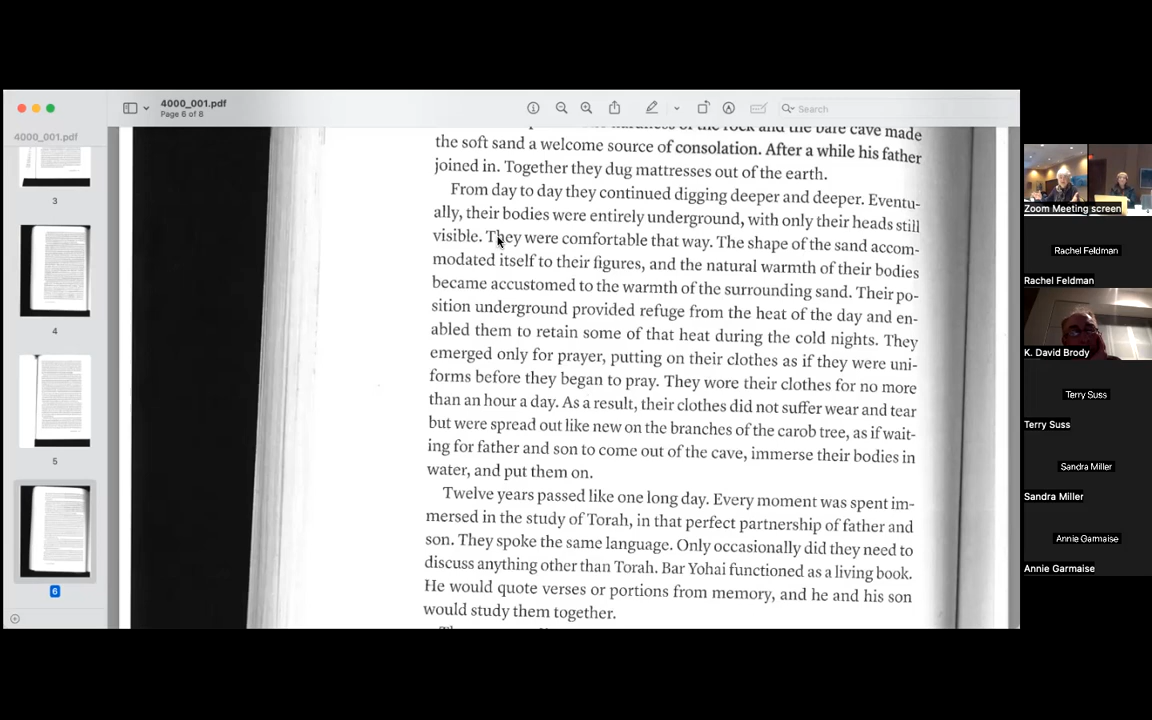 4000_001.pdf
Page 6 of 8
Search
4000_001.pdf
3
4
5
6
of the rock and the bare cave made
the soft sand a welcome source of consolation. After a while his father
joined in. Together they dug mattresses out of the earth.
From day to day they continued digging deeper and deeper. Eventu-
ally, their bodies were entirely underground, with only their heads still
visible. They were comfortable that way. The shape of the sand accom-
modated itself to their figures, and the natural warmth of their bodies
became accustomed to the warmth of the surrounding sand. Their po-
sition underground provided refuge from the heat of the day and en-
abled them to retain some of that heat during the cold nights. They
emerged only for prayer, putting on their clothes as if they were uni-
forms before they began to pray. They wore their clothes for no more
than an hour a day. As a result, their clothes did not suffer wear and tear
but were spread out like new on the branches of the carob tree, as if wait-
ing for father and son to come out of the cave, immerse their bodies in
water, and put them on.
Twelve years passed like one long day. Every moment was spent im-
mersed in the study of Torah, in that perfect partnership of father and
son. They spoke the same language. Only occasionally did they need to
discuss anything other than Torah. Bar Yohai functioned as a living book.
He would quote verses or portions from memory, and he and his son
would study them together.
Zoom Meeting screen
Rachel Feldman
Rachel Feldman
K. David Brody
Terry Suss
Terry Suss
Sandra Miller
Sandra Miller
Annie Garmaise
Annie Garmaise